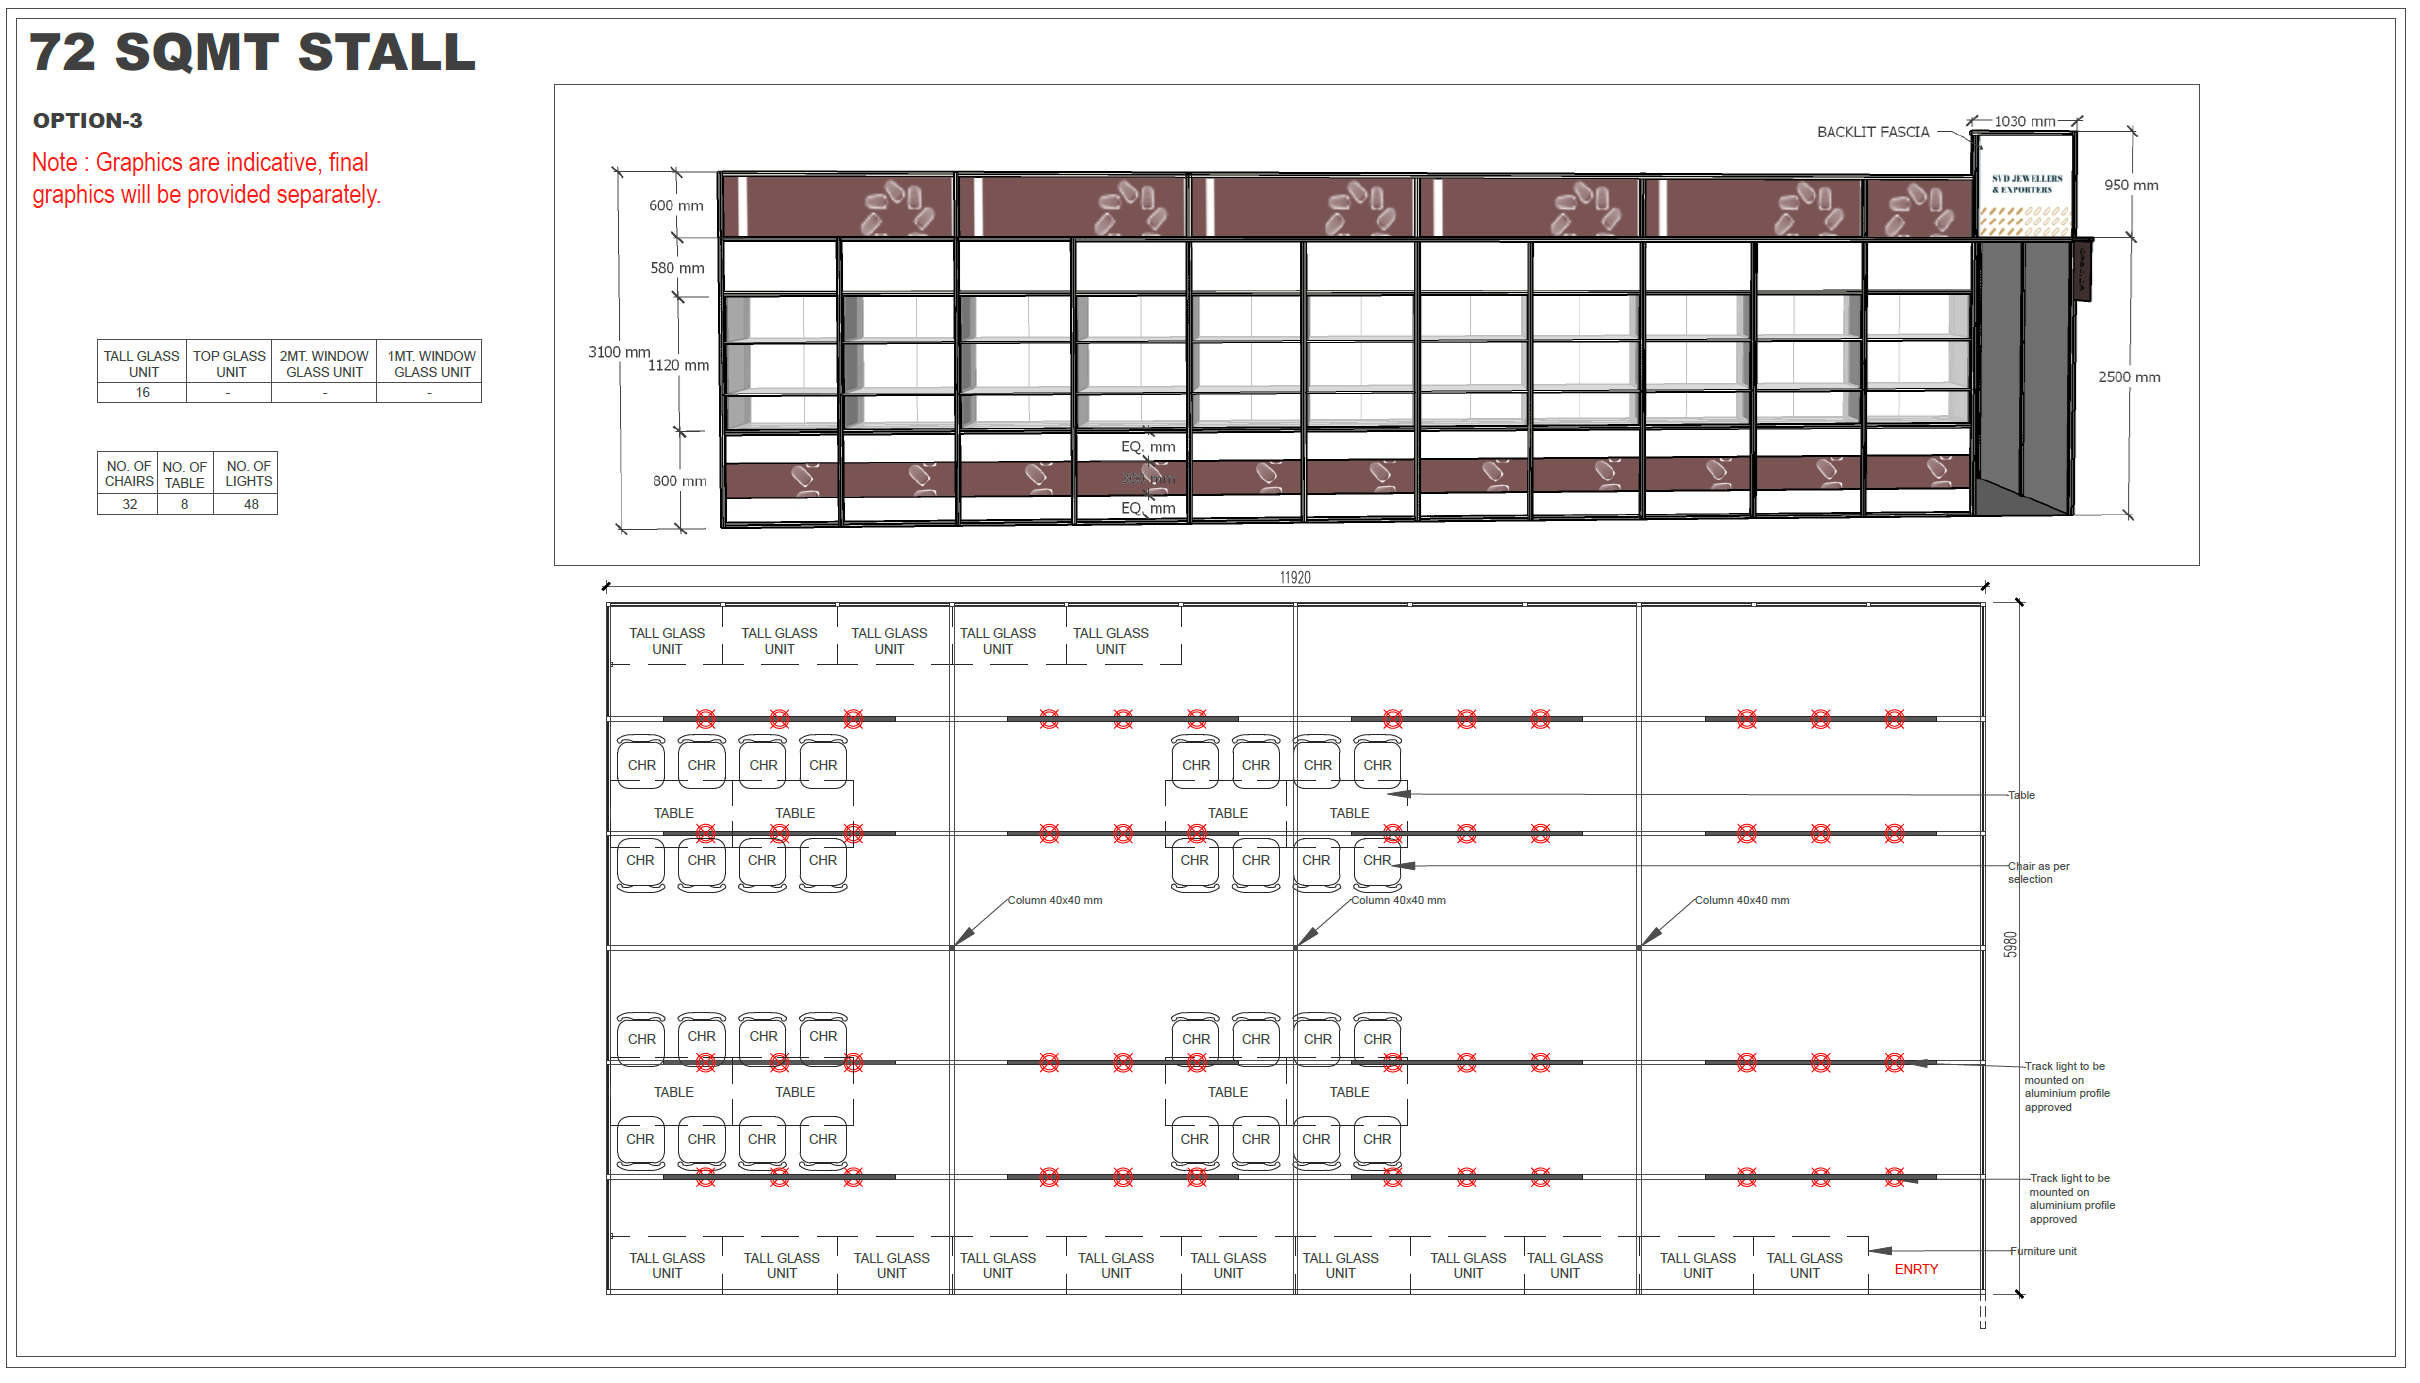 72 SQMT STALL
OPTION-3
Note : Graphics are indicative, final
graphics will be provided separately.
TALL GLASS UNIT
TOP GLASS UNIT
2MT. WINDOW GLASS UNIT
1MT. WINDOW GLASS UNIT
16 - - -
NO. OF CHAIRS
NO. OF TABLE
NO. OF LIGHTS
32 8 48
BACKLIT FASCIA
1030 mm
SVD JEWELLERS
& EXPORTERS
950 mm
2500 mm
600 mm
580 mm
3100 mm
1120 mm
800 mm
EQ. mm
EQ. mm
11920
TALL GLASS UNIT
TALL GLASS UNIT
TALL GLASS UNIT
TALL GLASS UNIT
TALL GLASS UNIT
CHR CHR CHR CHR CHR CHR CHR CHR
TABLE TABLE TABLE TABLE
Table
CHR CHR CHR CHR CHR CHR CHR CHR
Chair as per
selection
Column 40x40 mm
Column 40x40 mm
Column 40x40 mm
5980
CHR CHR CHR CHR CHR CHR CHR CHR
TABLE TABLE TABLE TABLE
Track light to be
mounted on
aluminium profile
approved
CHR CHR CHR CHR CHR CHR CHR CHR
Track light to be
mounted on
aluminium profile
approved
TALL GLASS UNIT
TALL GLASS UNIT
TALL GLASS UNIT
TALL GLASS UNIT
TALL GLASS UNIT
TALL GLASS UNIT
TALL GLASS UNIT
TALL GLASS UNIT
TALL GLASS UNIT
TALL GLASS UNIT
TALL GLASS UNIT
Furniture unit
ENRTY